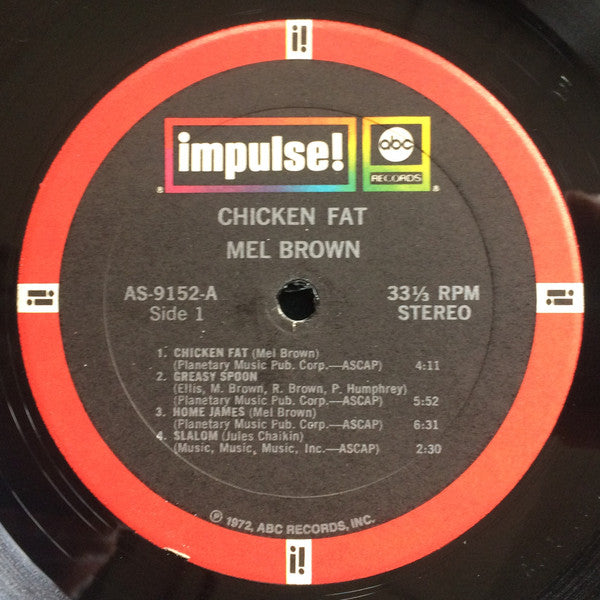 i!
impulse!
abc
RECORDS
®
®
CHICKEN FAT
MEL BROWN
AS-9152-A
33⅓ RPM
Side 1
STEREO
1. CHICKEN FAT (Mel Brown)
(Planetary Music Pub. Corp.—ASCAP) 4:11
2. GREASY SPOON
(Ellis, M. Brown, R. Brown, P. Humphrey)
(Planetary Music Pub. Corp.—ASCAP) 5:52
3. HOME JAMES (Mel Brown)
(Planetary Music Pub. Corp.—ASCAP) 6:31
4. SLALOM (Jules Chaikin)
(Music, Music, Music, Inc.—ASCAP) 2:30
℗ 1972, ABC RECORDS, INC.
i!
i!
i!